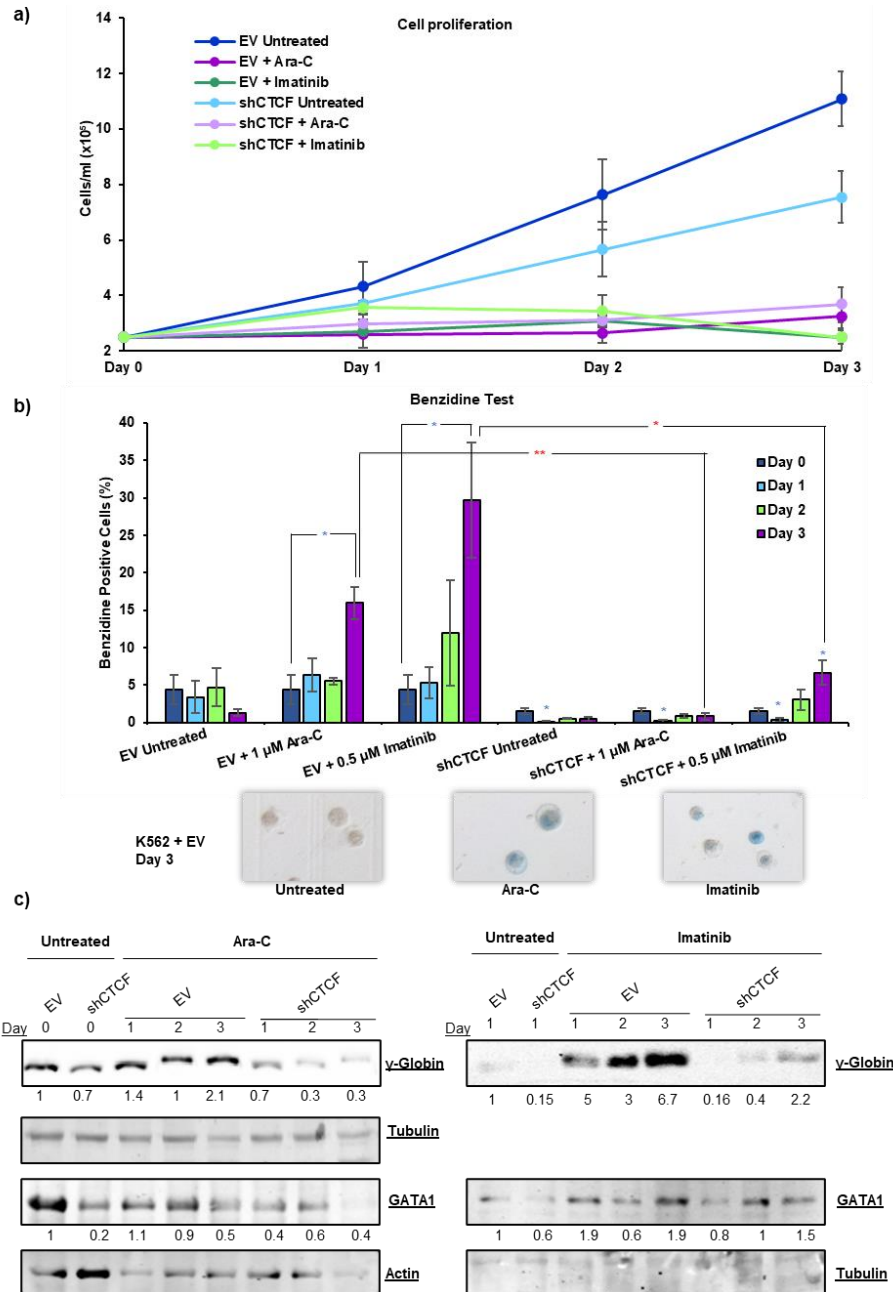 a)
Cell proliferation
14
12
10
8
6
4
2
Cells/ml (x10⁵)
EV Untreated
EV + Ara-C
EV + Imatinib
shCTCF Untreated
shCTCF + Ara-C
shCTCF + Imatinib
Day 0 Day 1 Day 2 Day 3
b)
Benzidine Test
40
35
30
25
20
15
10
5
0
Benzidine Positive Cells (%)
* * ** * * * * *
Day 0
Day 1
Day 2
Day 3
EV Untreated
EV + 1 µM Ara-C
EV + 0.5 µM Imatinib
shCTCF Untreated
shCTCF + 1 µM Ara-C
shCTCF + 0.5 µM Imatinib
K562 + EV
Day 3
Untreated Ara-C Imatinib
c)
Untreated Ara-C
EV shCTCF EV shCTCF
Day 0 0 1 2 3 1 2 3
γ-Globin
1 0.7 1.4 1 2.1 0.7 0.3 0.3
Tubulin
GATA1
1 0.2 1.1 0.9 0.5 0.4 0.6 0.4
Actin
Untreated Imatinib
EV shCTCF EV shCTCF
Day 1 1 1 2 3 1 2 3
γ-Globin
1 0.15 5 3 6.7 0.16 0.4 2.2
GATA1
1 0.6 1.9 0.6 1.9 0.8 1 1.5
Tubulin